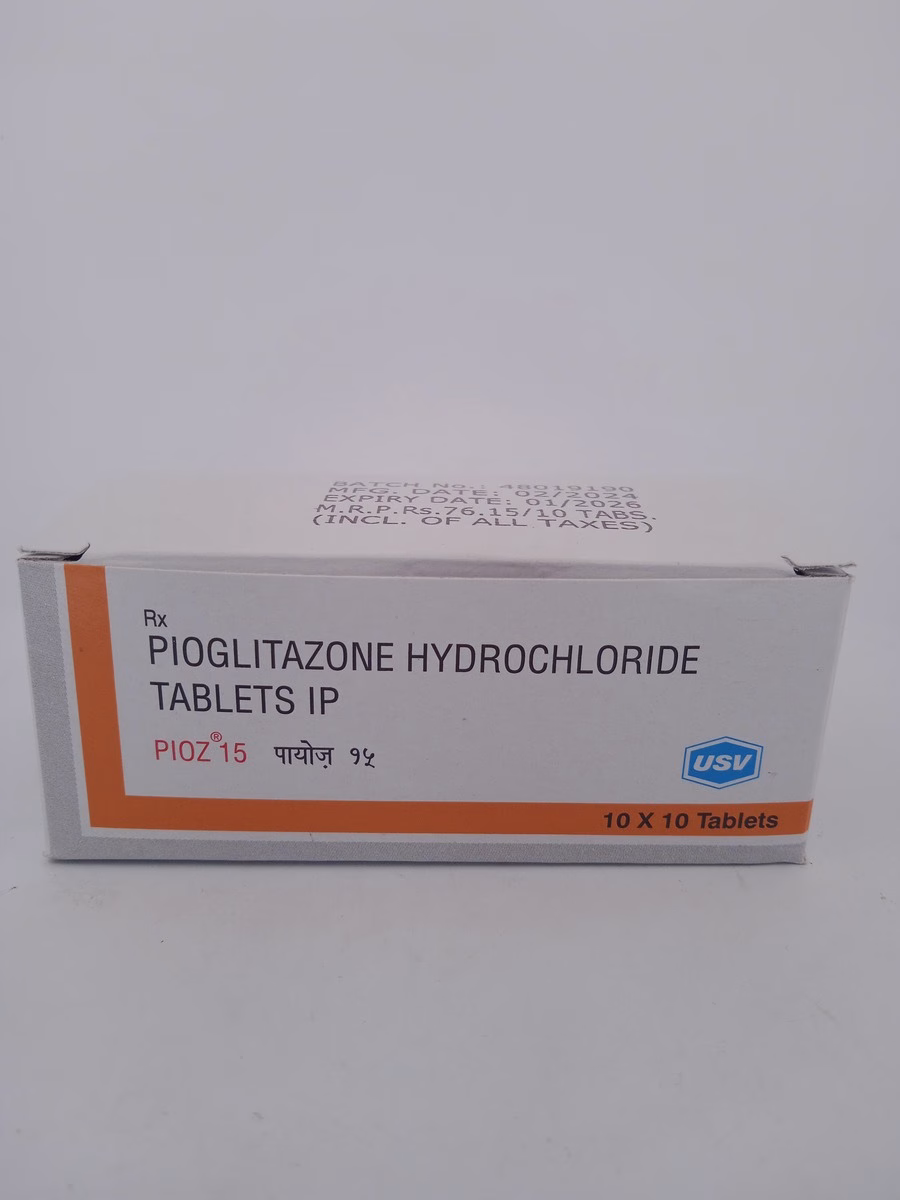 BATCH No.: 48019190
MFG. DATE: 02/2024
EXPIRY DATE: 01/2026
M.R.P.Rs.76.15/10 TABS.
(INCL. OF ALL TAXES)
Rx
PIOGLITAZONE HYDROCHLORIDE
TABLETS IP
PIOZ®15 पायोज़ १५
USV
10 X 10 Tablets